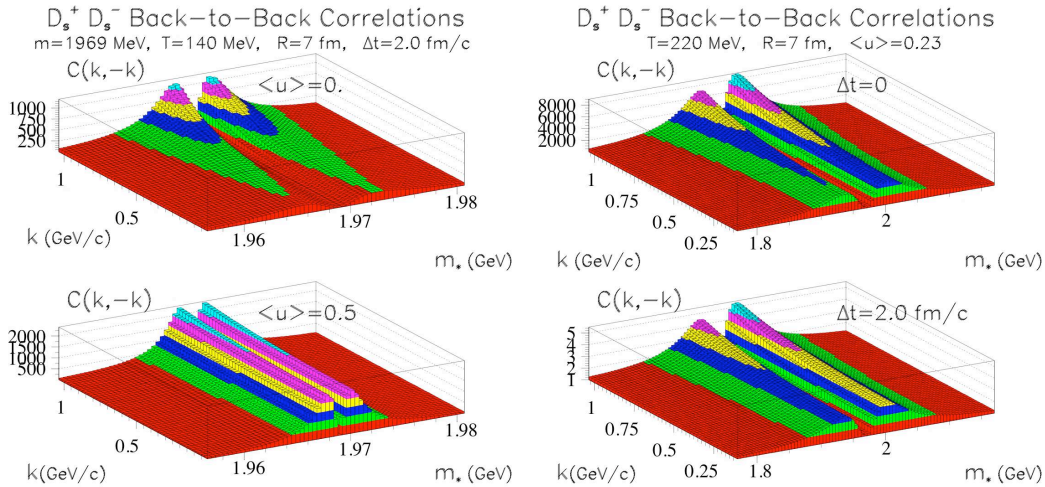 Dₛ⁺ Dₛ⁻ Back-to-Back Correlations
m=1969 MeV, T=140 MeV, R=7 fm, Δt=2.0 fm/c
C(k,-k)
<u>=0.
1000
750
500
250
1
0.5
k (GeV/c)
1.96
1.97
1.98
m* (GeV)
C(k,-k)
<u>=0.5
2000
1500
1000
500
1
0.5
k (GeV/c)
1.96
1.97
1.98
m* (GeV)
Dₛ⁺ Dₛ⁻ Back-to-Back Correlations
T=220 MeV, R=7 fm, <u>=0.23
C(k,-k)
Δt=0
8000
6000
4000
2000
1
0.75
0.5
0.25
k (GeV/c)
1.8
2
m* (GeV)
C(k,-k)
Δt=2.0 fm/c
5
4
3
2
1
1
0.75
0.5
0.25
k(GeV/c)
1.8
2
m* (GeV)